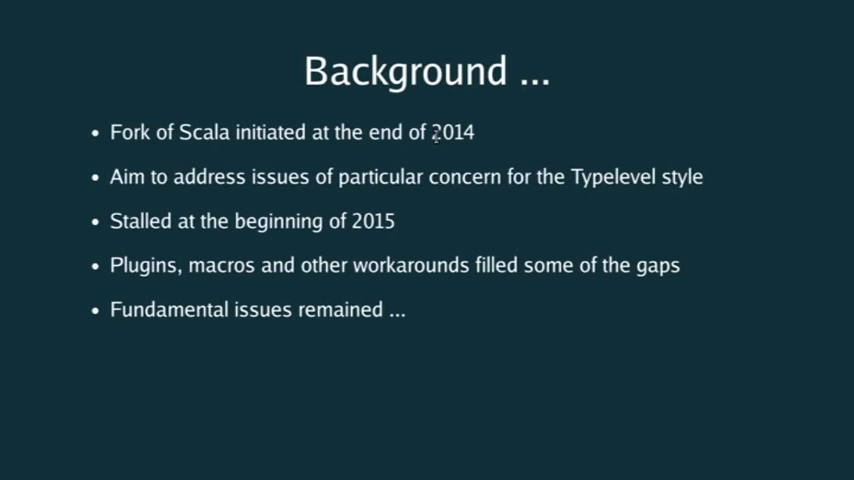 Background ...
• Fork of Scala initiated at the end of 2014
• Aim to address issues of particular concern for the Typelevel style
• Stalled at the beginning of 2015
• Plugins, macros and other workarounds filled some of the gaps
• Fundamental issues remained ...